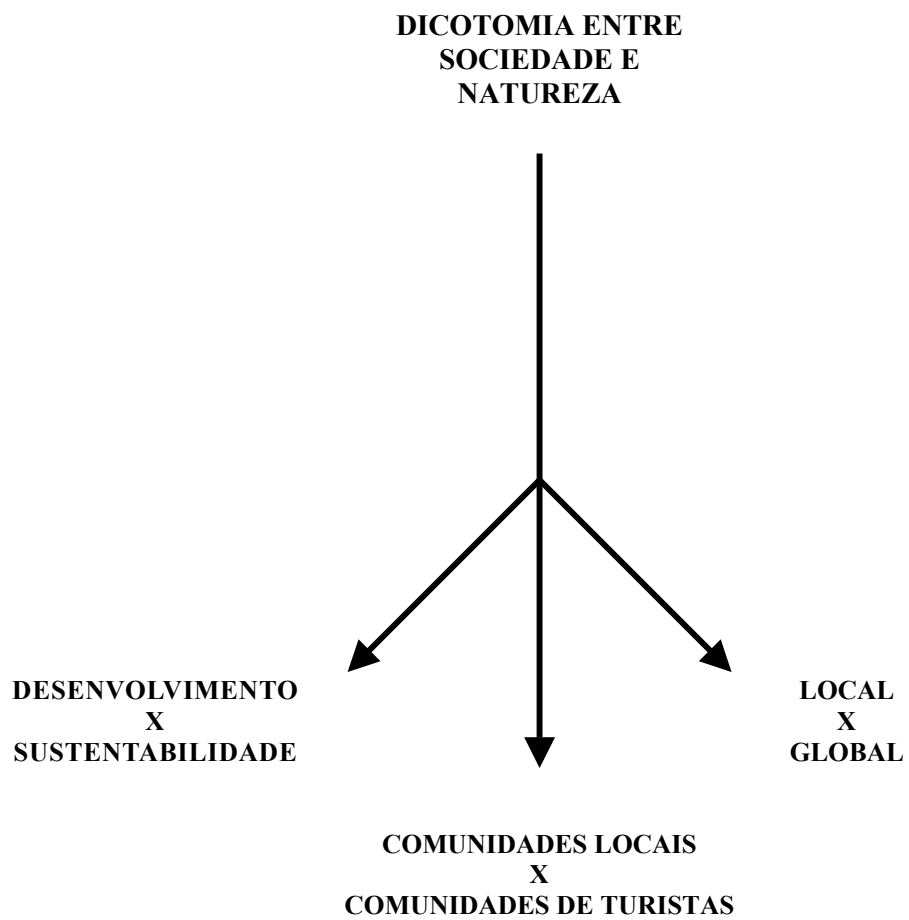 DICOTOMIA ENTRE
SOCIEDADE E
NATUREZA
DESENVOLVIMENTO
X
SUSTENTABILIDADE
LOCAL
X
GLOBAL
COMUNIDADES LOCAIS
X
COMUNIDADES DE TURISTAS